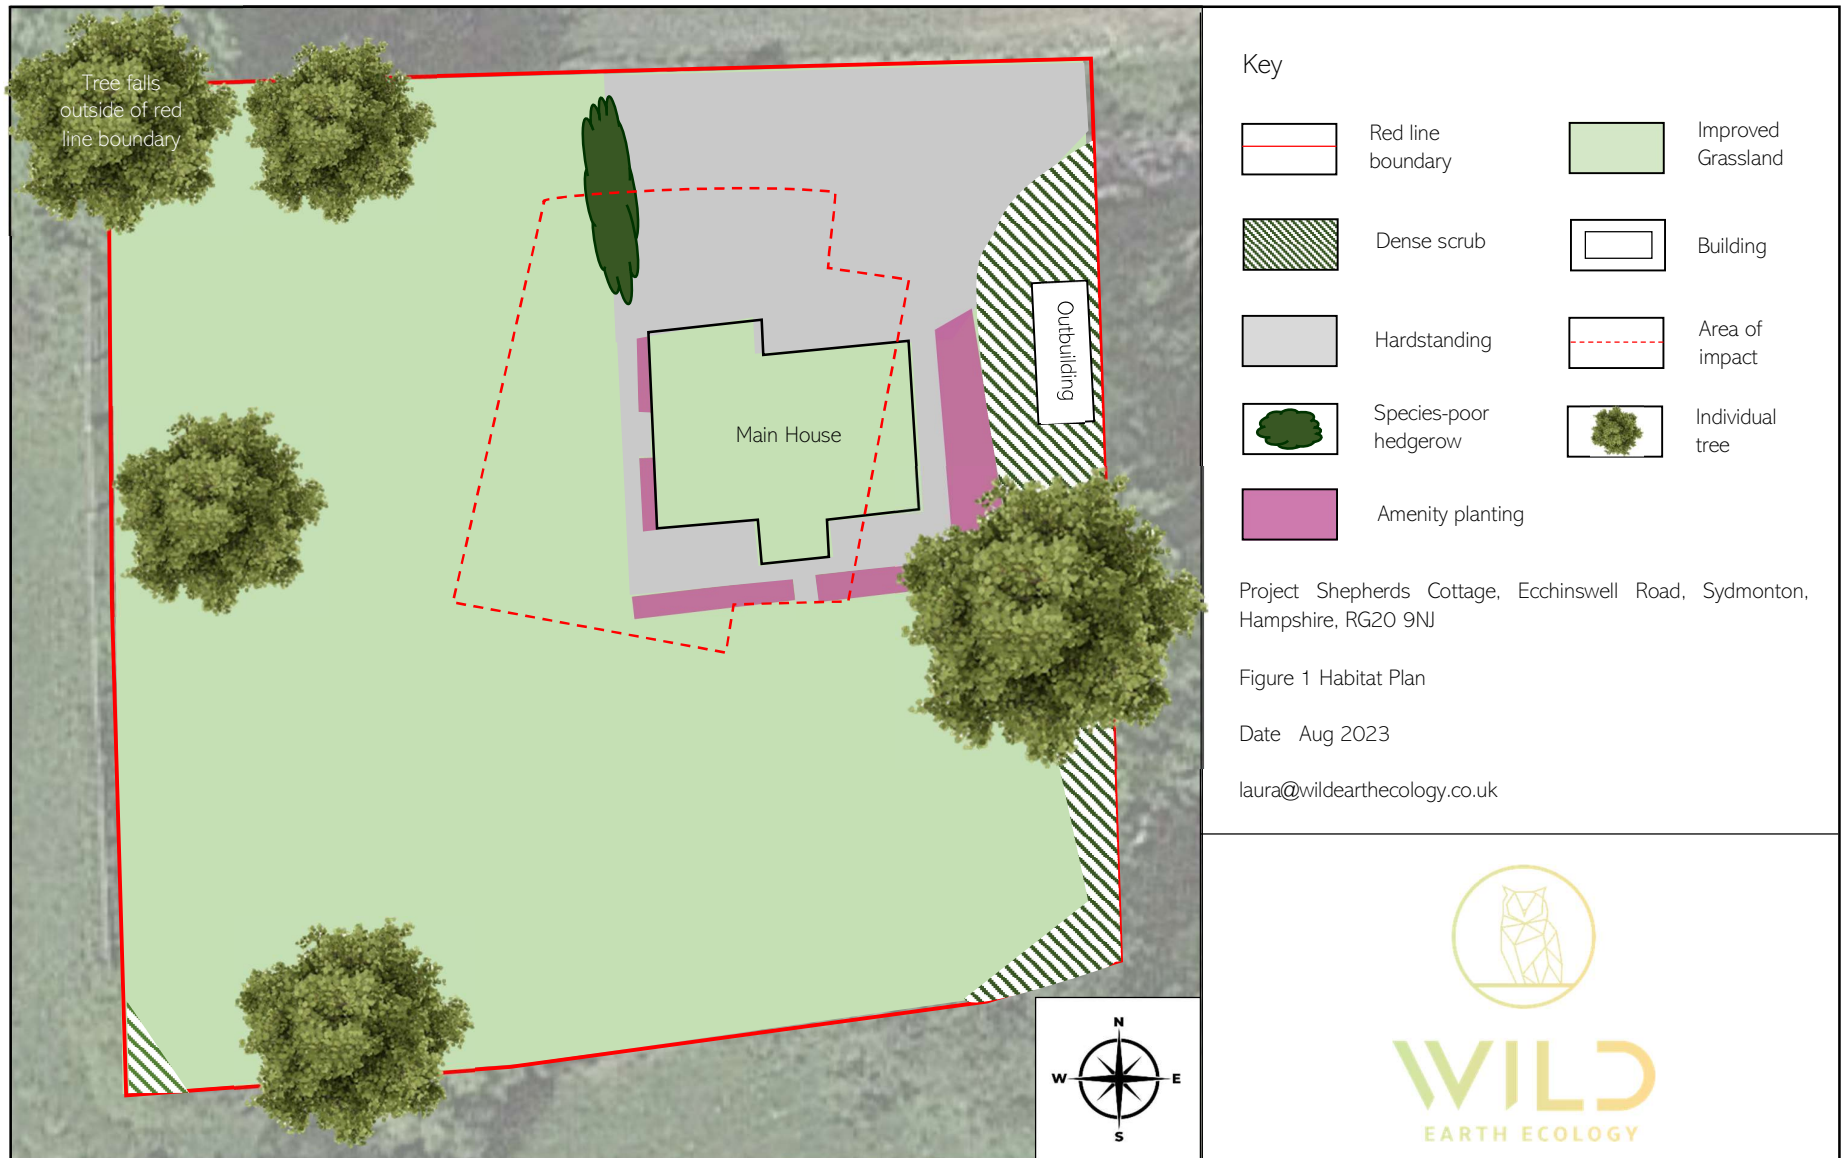 Tree falls
outside of red
line boundary
Main House
Outbuilding
N
W
E
S
Key
Red line
boundary
Improved
Grassland
Dense scrub
Building
Hardstanding
Area of
impact
Species-poor
hedgerow
Individual
tree
Amenity planting
Project Shepherds Cottage, Ecchinswell Road, Sydmonton,
Hampshire, RG20 9NJ
Figure 1 Habitat Plan
Date Aug 2023
laura@wildearthecology.co.uk
WILD
EARTH ECOLOGY